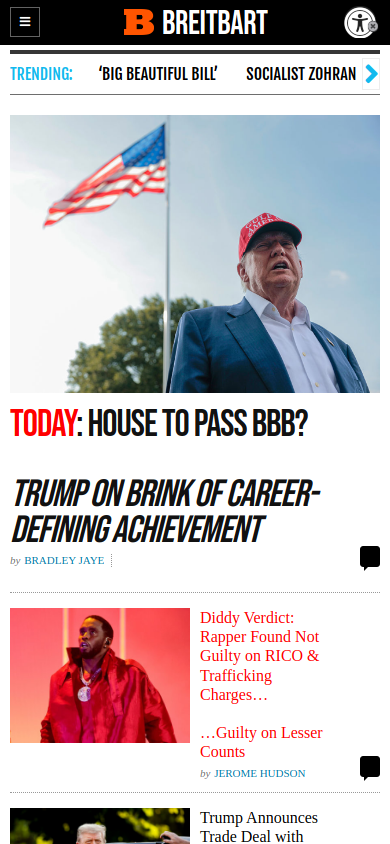 BREITBART
TRENDING:
‘BIG BEAUTIFUL BILL’
SOCIALIST ZOHRAN
TODAY: HOUSE TO PASS BBB?
TRUMP ON BRINK OF CAREER-
DEFINING ACHIEVEMENT
by BRADLEY JAYE
Diddy Verdict:
Rapper Found Not
Guilty on RICO &
Trafficking
Charges…
…Guilty on Lesser
Counts
by JEROME HUDSON
Trump Announces
Trade Deal with